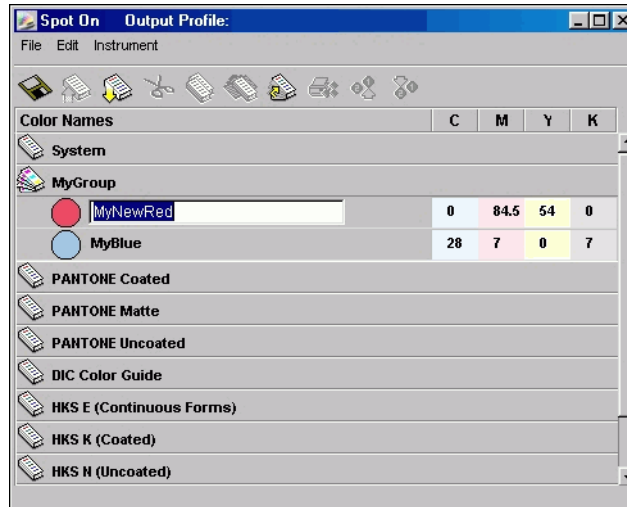 Spot On Output Profile:
File Edit Instrument
Color Names C M Y K
System
MyGroup
MyNewRed 0 84.5 54 0
MyBlue 28 7 0 7
PANTONE Coated
PANTONE Matte
PANTONE Uncoated
DIC Color Guide
HKS E (Continuous Forms)
HKS K (Coated)
HKS N (Uncoated)